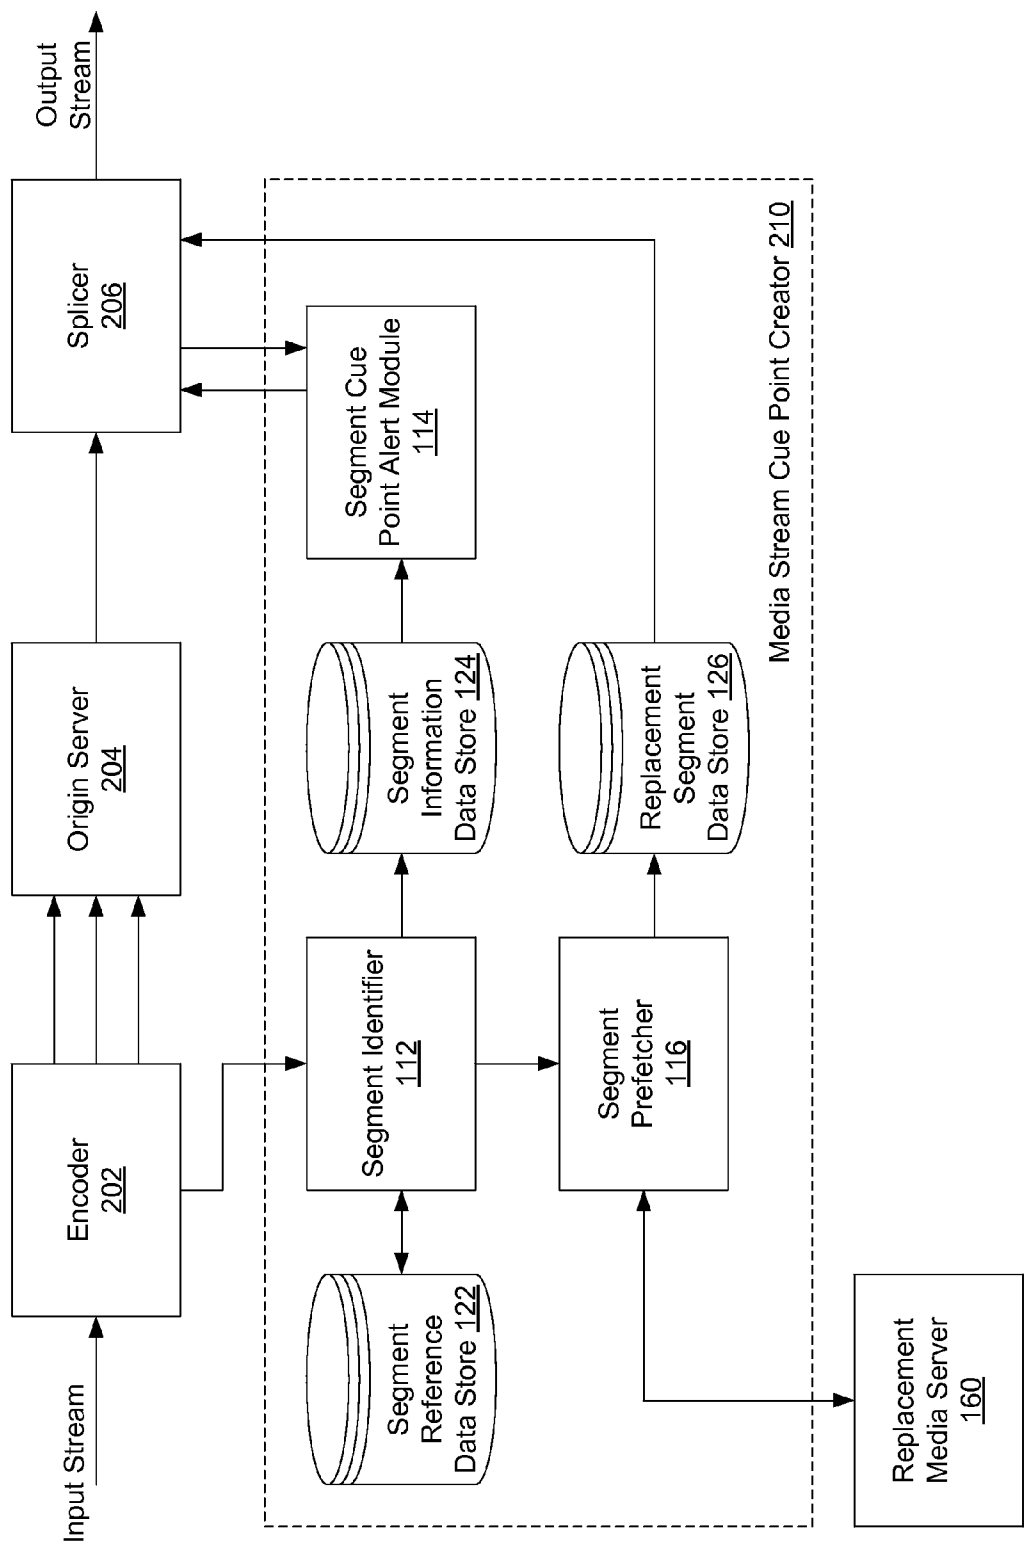 Input Stream
Encoder
202
Origin Server
204
Splicer
206
Output
Stream
Segment
Reference
Data Store 122
Segment Identifier
112
Segment
Information
Data Store 124
Segment Cue
Point Alert Module
114
Segment
Prefetcher
116
Replacement
Segment
Data Store 126
Media Stream Cue Point Creator 210
Replacement
Media Server
160